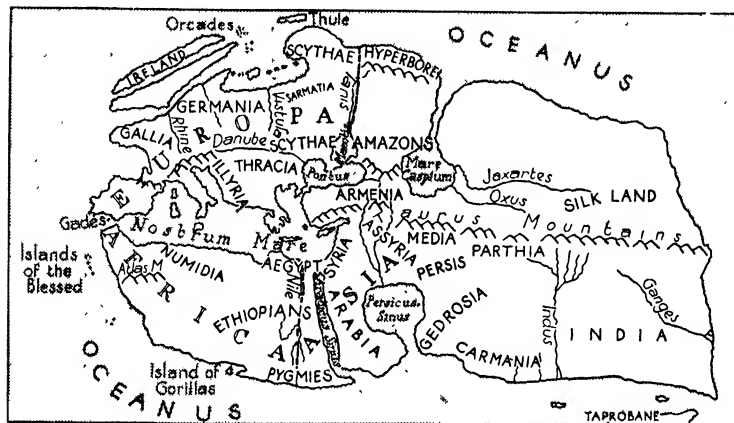 Thule
Orcades
OCEANUS
SCYTHAE
HYPERBOREI
IRELAND
Tanis
SARMATIA
GERMANIA
Vistula
EUROPA
Rhine
Danube
SCYTHAE
AMAZONS
GALLIA
Maeotis
Mare
Caspium
Jaxartes
THRACIA
Pontus
ILLYRIA
Oxus
SILK LAND
ARMENIA
Gades
Nostrum Mare
Taurus Mountains
ASSYRIA
MEDIA
PARTHIA
SYRIA
Islands
of the
Blessed
Atlas M
NUMIDIA
AEGYPT
PERSIS
AFRICA
ASIA
Nile
ETHIOPIANS
ARABIA
Persicus
Sinus
GEDROSIA
Indus
Ganges
INDIA
CARMANIA
PYGMIES
Island of
Gorillas
OCEANUS
TAPROBANE